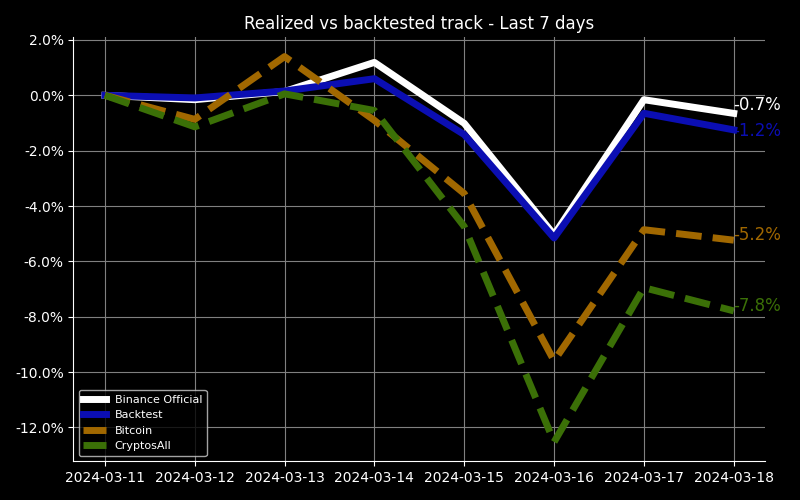 Realized vs backtested track - Last 7 days
2.0%
0.0%
-2.0%
-4.0%
-6.0%
-8.0%
-10.0%
-12.0%
-0.7%
-1.2%
-5.2%
-7.8%
Binance Official
Backtest
Bitcoin
CryptosAll
2024-03-11 2024-03-12 2024-03-13 2024-03-14 2024-03-15 2024-03-16 2024-03-17 2024-03-18